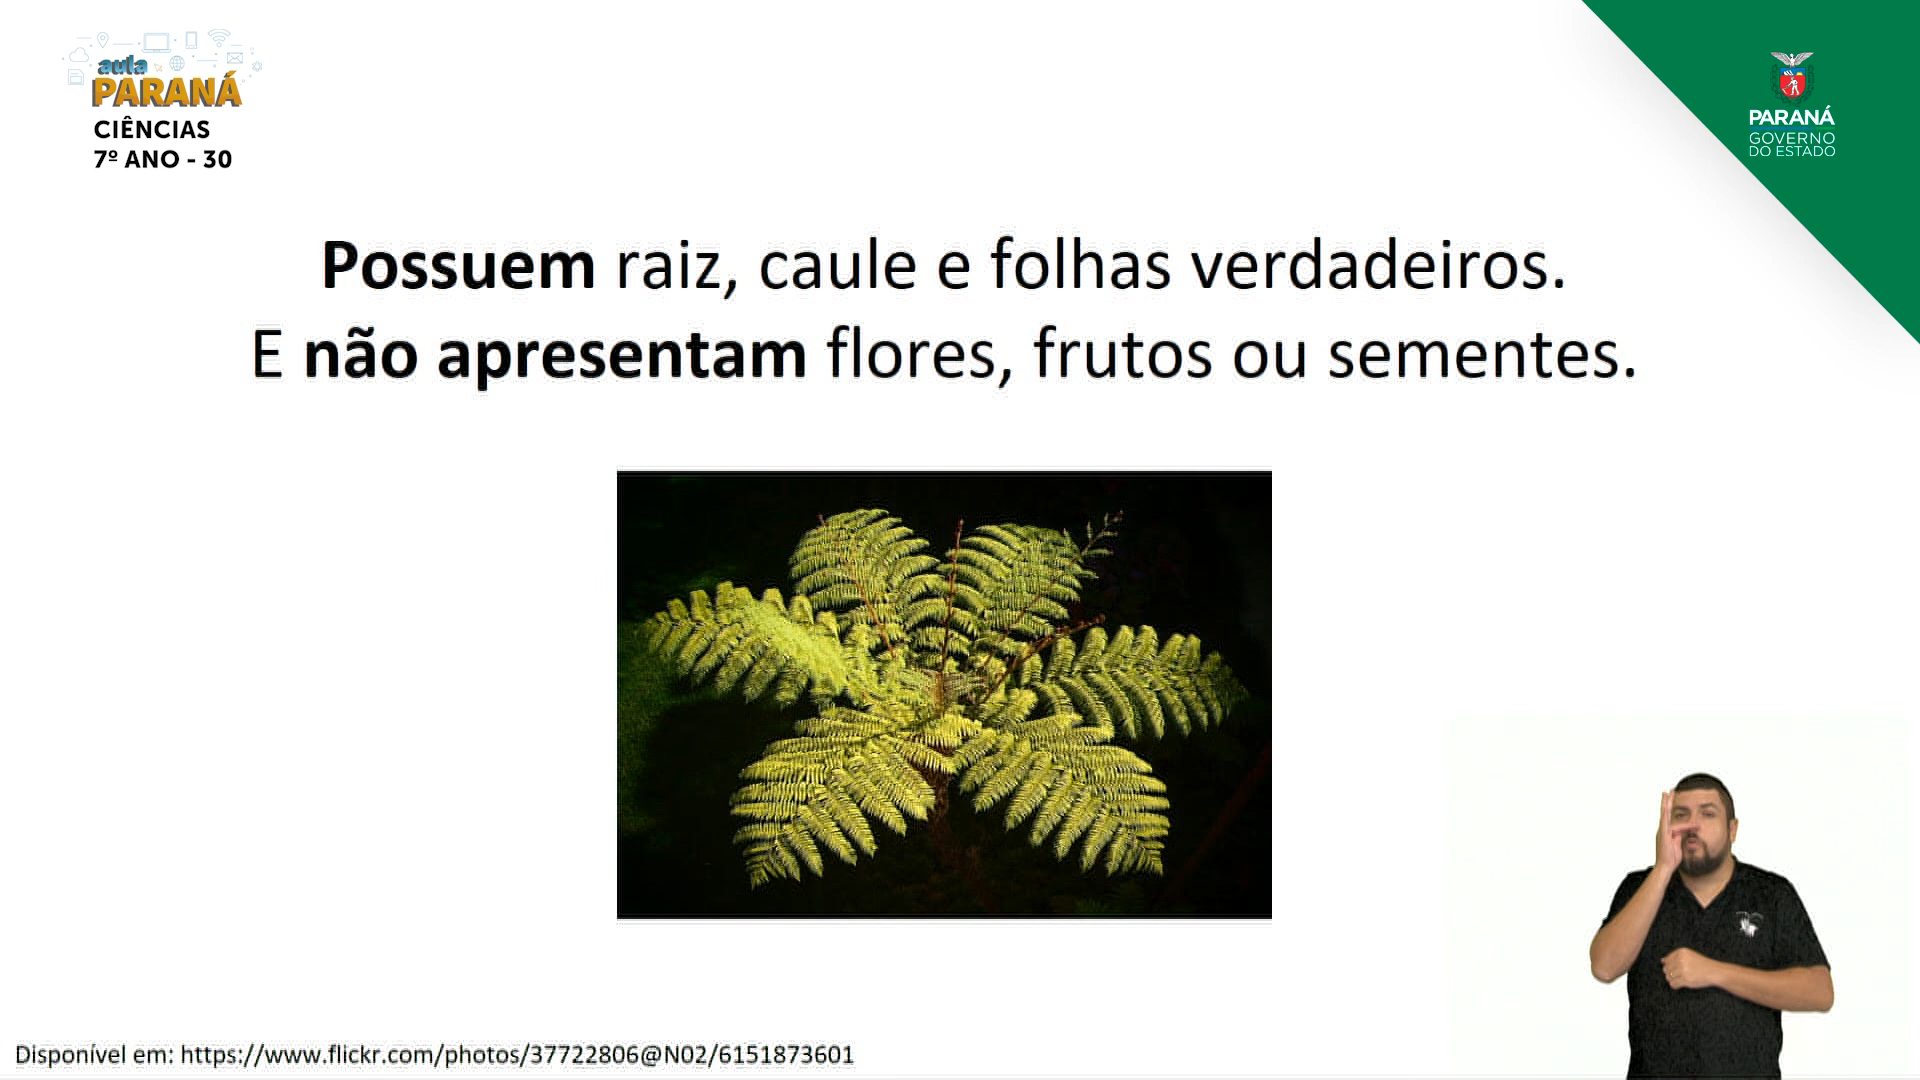 aula
PARANÁ
CIÊNCIAS
7º ANO - 30
PARANÁ
GOVERNO
DO ESTADO
Possuem raiz, caule e folhas verdadeiros.
E não apresentam flores, frutos ou sementes.
Disponível em: https://www.flickr.com/photos/37722806@N02/6151873601